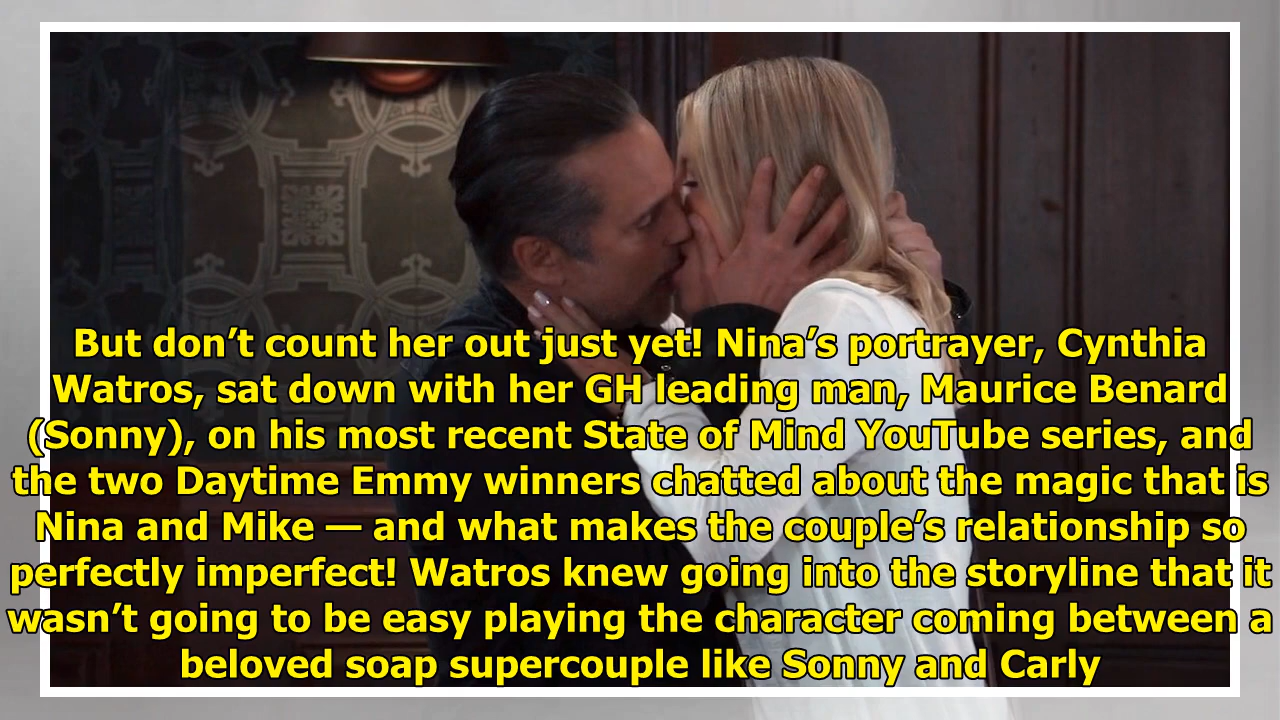 But don’t count her out just yet! Nina’s portrayer, Cynthia
Watros, sat down with her GH leading man, Maurice Benard
(Sonny), on his most recent State of Mind YouTube series, and
the two Daytime Emmy winners chatted about the magic that is
Nina and Mike — and what makes the couple’s relationship so
perfectly imperfect! Watros knew going into the storyline that it
wasn’t going to be easy playing the character coming between a
beloved soap supercouple like Sonny and Carly